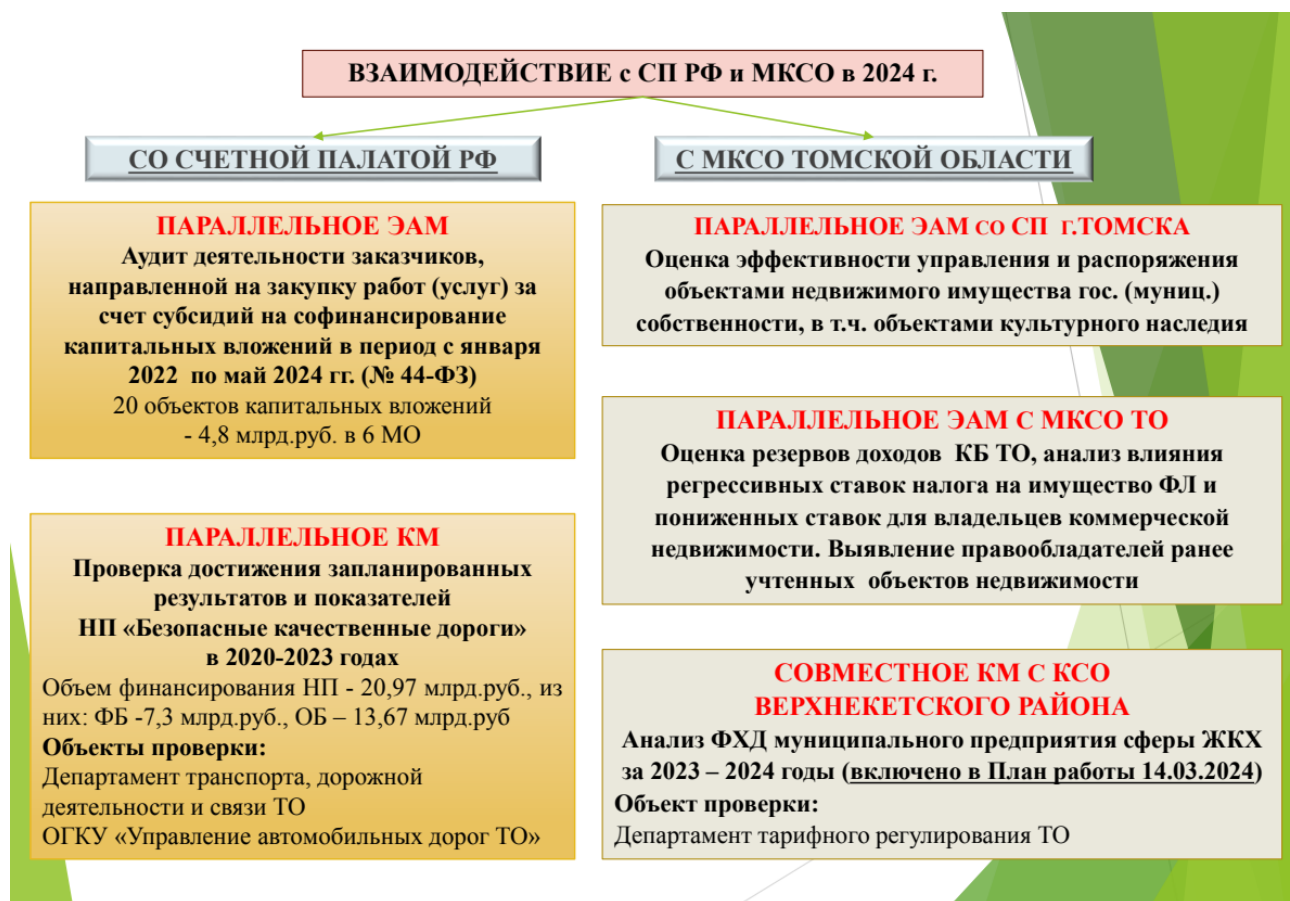 ВЗАИМОДЕЙСТВИЕ с СП РФ и МКСО в 2024 г.
СО СЧЕТНОЙ ПАЛАТОЙ РФ
ПАРАЛЛЕЛЬНОЕ ЭАМ
Аудит деятельности заказчиков,
направленной на закупку работ (услуг) за
счет субсидий на софинансирование
капитальных вложений в период с января
2022 по май 2024 гг. (№ 44-ФЗ)
20 объектов капитальных вложений
- 4,8 млрд.руб. в 6 МО
ПАРАЛЛЕЛЬНОЕ КМ
Проверка достижения запланированных
результатов и показателей
НП «Безопасные качественные дороги»
в 2020-2023 годах
Объем финансирования НП - 20,97 млрд.руб., из
них: ФБ -7,3 млрд.руб., ОБ – 13,67 млрд.руб
Объекты проверки:
Департамент транспорта, дорожной
деятельности и связи ТО
ОГКУ «Управление автомобильных дорог ТО»
С МКСО ТОМСКОЙ ОБЛАСТИ
ПАРАЛЛЕЛЬНОЕ ЭАМ СО СП Г.ТОМСКА
Оценка эффективности управления и распоряжения
объектами недвижимого имущества гос. (муниц.)
собственности, в т.ч. объектами культурного наследия
ПАРАЛЛЕЛЬНОЕ ЭАМ С МКСО ТО
Оценка резервов доходов КБ ТО, анализ влияния
регрессивных ставок налога на имущество ФЛ и
пониженных ставок для владельцев коммерческой
недвижимости. Выявление правообладателей ранее
учтенных объектов недвижимости
СОВМЕСТНОЕ КМ С КСО
ВЕРХНЕКЕТСКОГО РАЙОНА
Анализ ФХД муниципального предприятия сферы ЖКХ
за 2023 – 2024 годы (включено в План работы 14.03.2024)
Объект проверки:
Департамент тарифного регулирования ТО